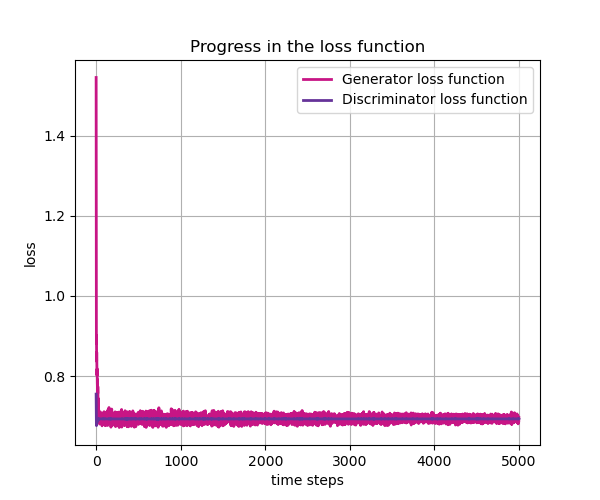 Progress in the loss function
Generator loss function
Discriminator loss function
1.4
1.2
1.0
0.8
loss
0
1000
2000
3000
4000
5000
time steps